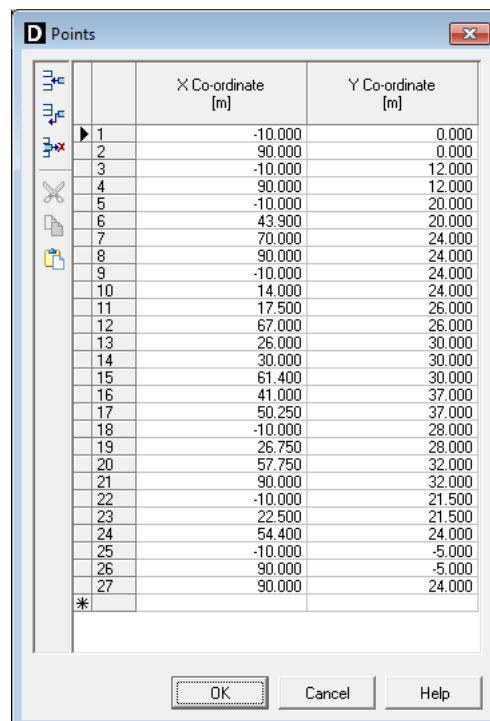 D Points
X Co-ordinate Y Co-ordinate
[m] [m]
1 -10.000 0.000
2 90.000 0.000
3 -10.000 12.000
4 90.000 12.000
5 -10.000 20.000
6 43.900 20.000
7 70.000 24.000
8 90.000 24.000
9 -10.000 24.000
10 14.000 24.000
11 17.500 26.000
12 67.000 26.000
13 26.000 30.000
14 30.000 30.000
15 61.400 30.000
16 41.000 37.000
17 50.250 37.000
18 -10.000 28.000
19 26.750 28.000
20 57.750 32.000
21 90.000 32.000
22 -10.000 21.500
23 22.500 21.500
24 54.400 24.000
25 -10.000 -5.000
26 90.000 -5.000
27 90.000 24.000
OK Cancel Help